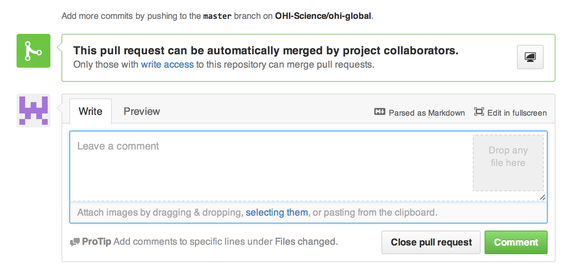 Add more commits by pushing to the master branch on OHI-Science/ohi-global.
This pull request can be automatically merged by project collaborators.
Only those with write access to this repository can merge pull requests.
Write Preview Parsed as Markdown Edit in fullscreen
Leave a comment
Drop any
file here
Attach images by dragging & dropping, selecting them, or pasting from the clipboard.
ProTip Add comments to specific lines under Files changed.
Close pull request Comment